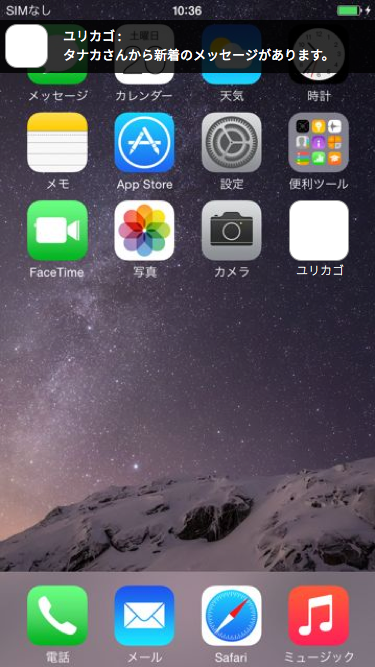 SIMなし 10:36
ユリカゴ :
タナカさんから新着のメッセージがあります。
土曜日
メッセージ カレンダー 天気 時計
メモ App Store 設定 便利ツール
FaceTime 写真 カメラ ユリカゴ
電話 メール Safari ミュージック